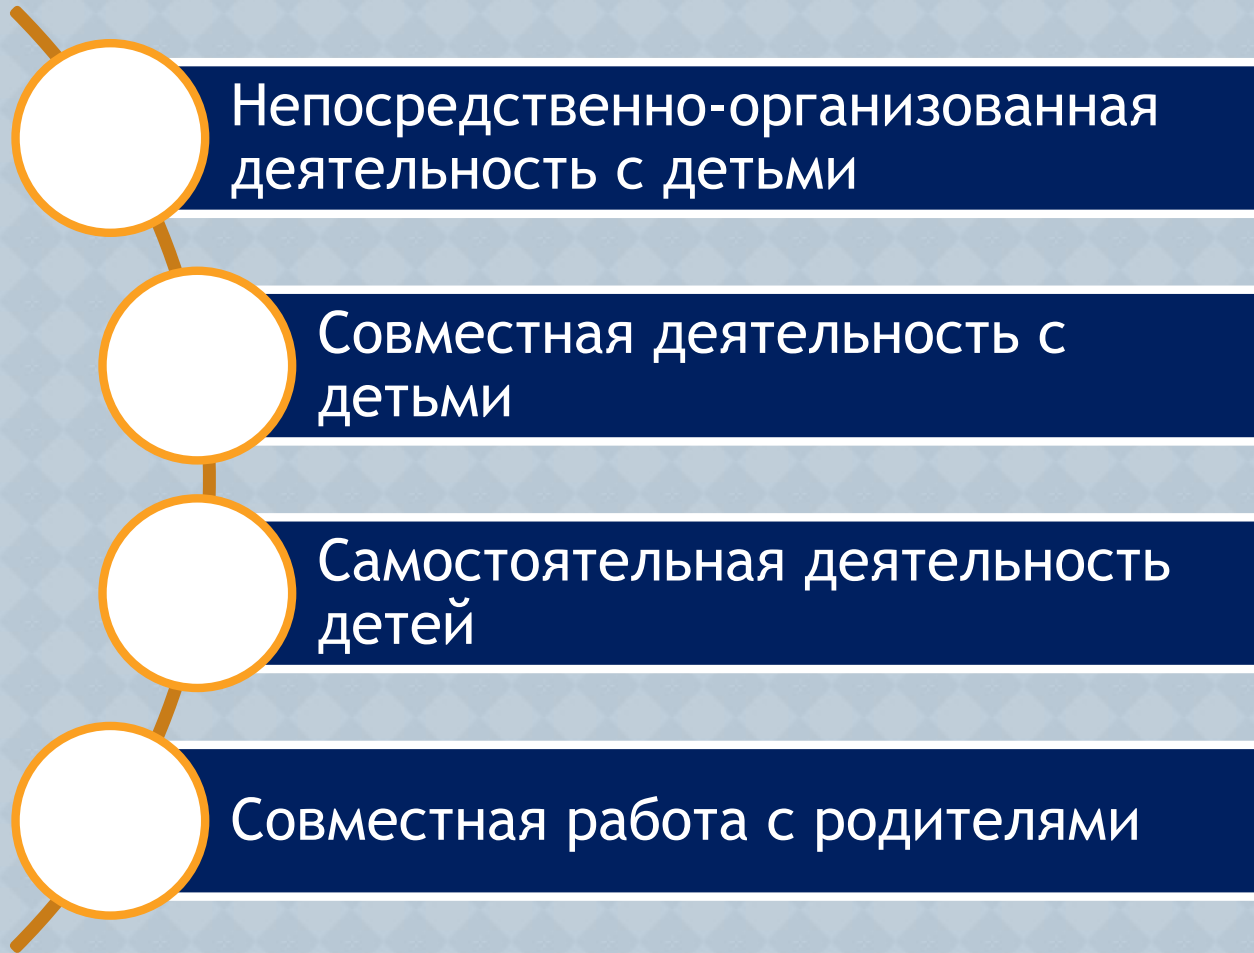 Непосредственно-организованная
деятельность с детьми
Совместная деятельность с
детьми
Самостоятельная деятельность
детей
Совместная работа с родителями